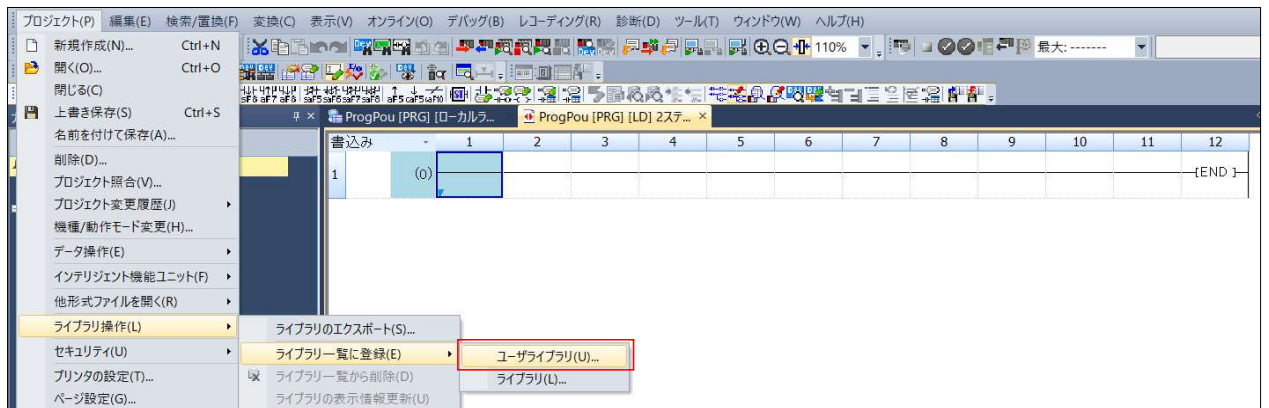 プロジェクト(P) 編集(E) 検索/置換(F) 変換(C) 表示(V) オンライン(O) デバッグ(B) レコーディング(R) 診断(D) ツール(T) ウィンドウ(W) ヘルプ(H)
新規作成(N)... Ctrl+N
110%
最大: -------
開く(O)... Ctrl+O
閉じる(C)
上書き保存(S) Ctrl+S
ProgPou [PRG] [ローカルラ...
ProgPou [PRG] [LD] 2ステ... ×
名前を付けて保存(A)...
書込み 1 2 3 4 5 6 7 8 9 10 11 12
削除(D)...
1 (0) [END ]
プロジェクト照合(V)...
プロジェクト変更履歴(J)
機種/動作モード変更(H)...
データ操作(E)
インテリジェント機能ユニット(F)
他形式ファイルを開く(R)
ライブラリ操作(L) ライブラリのエクスポート(S)...
セキュリティ(U) ライブラリ一覧に登録(E) ユーザライブラリ(U)...
プリンタの設定(T)... ライブラリ一覧から削除(D) ライブラリ(L)...
ページ設定(G)... ライブラリの表示情報更新(U)